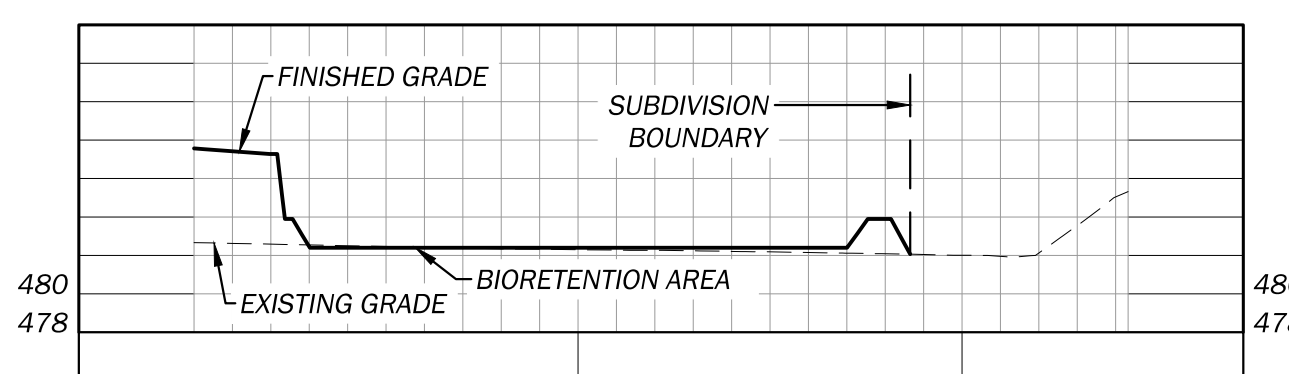 FINISHED GRADE
SUBDIVISION
BOUNDARY
BIORETENTION AREA
480
EXISTING GRADE
478